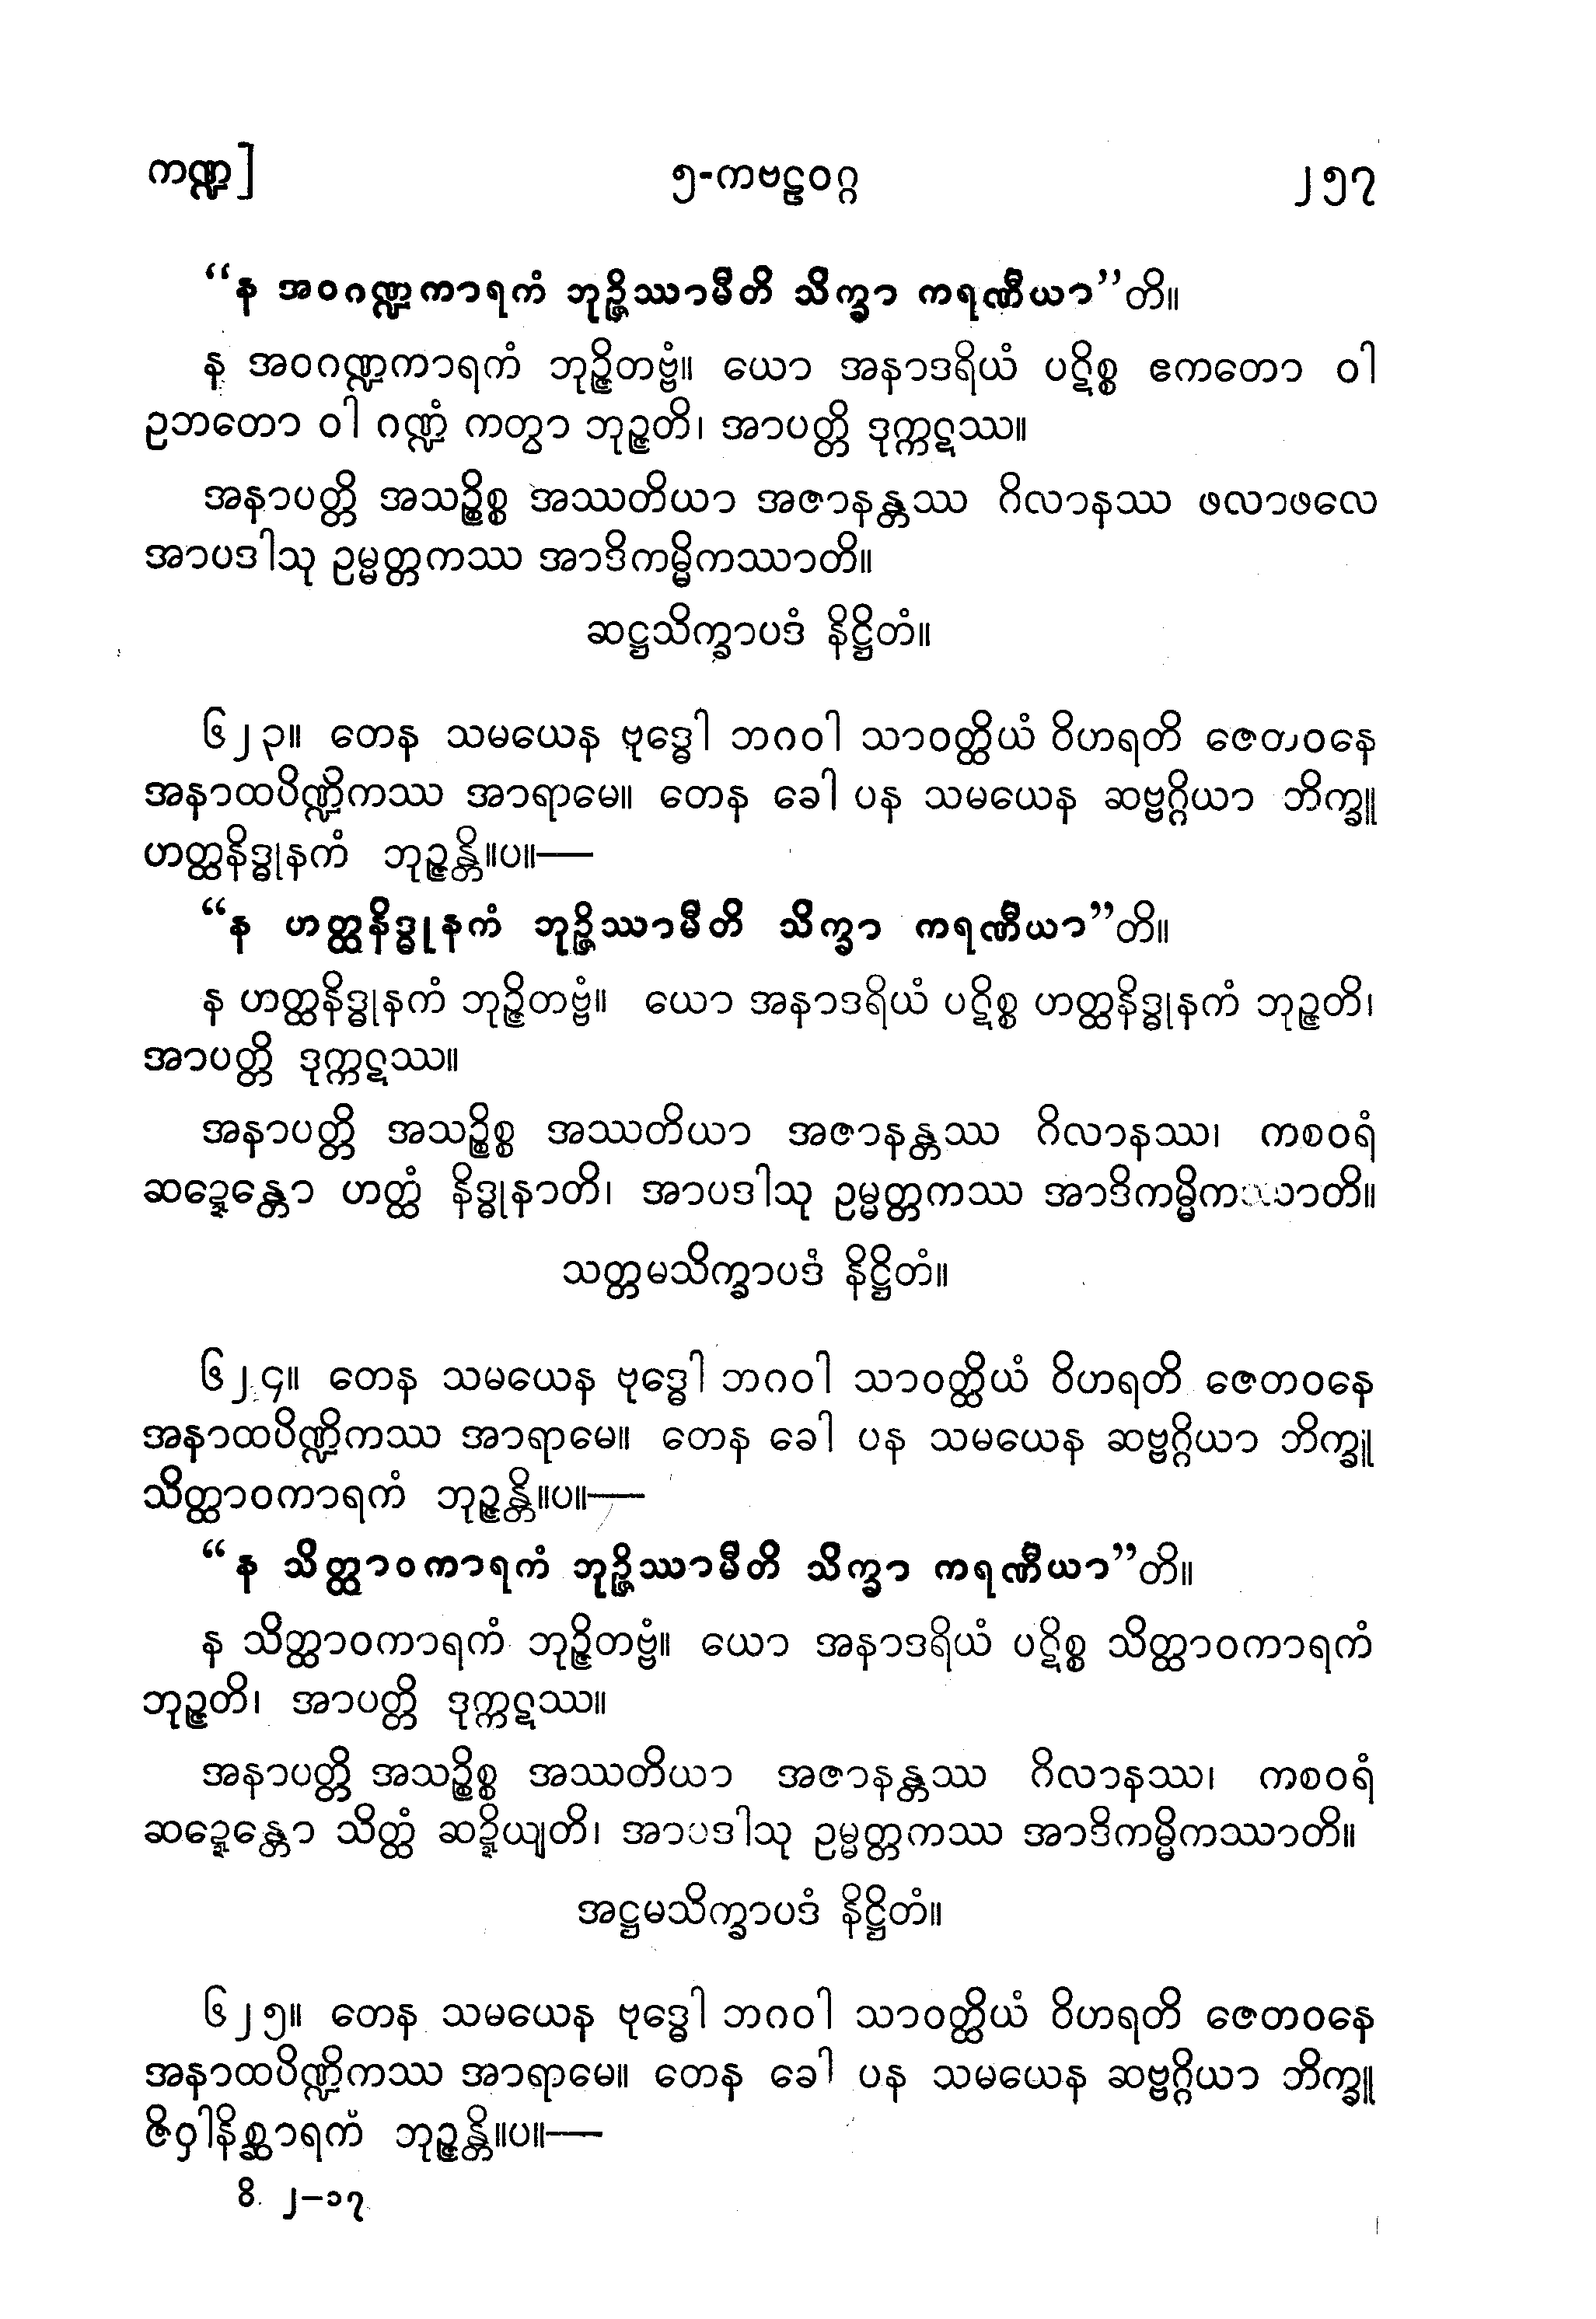 ကဏ္ဍ] ၅-ကဗဠဝဂ္ဂ ၂၅၇
“န အဝဂဏ္ဍကာရကံ ဘုဉ္ဇိဿာမီတိ သိက္ခာ ကရဏီယာ”တိ။
န အဝဂဏ္ဍကာရကံ ဘုဉ္ဇိတဗ္ဗံ။ ယော အနာဒရိယံ ပဋိစ္စ ဧကတော ဝါ
ဥဘတော ဝါ ဂဏ္ဍံ ကတွာ ဘုဉ္ဇတိ၊ အာပတ္တိ ဒုက္ကဋဿ။
အနာပတ္တိ အသဉ္စိစ္စ အဿတိယာ အဇာနန္တဿ ဂိလာနဿ ဖလာဖလေ
အာပဒါသု ဥမ္မတ္တကဿ အာဒိကမ္မိကဿာတိ။
ဆဋ္ဌသိက္ခာပဒံ နိဋ္ဌိတံ။
၆၂၃။ တေန သမယေန ဗုဒ္ဓေါ ဘဂဝါ သာဝတ္ထိယံ ဝိဟရတိ ဇေတဝနေ
အနာထပိဏ္ဍိကဿ အာရာမေ။ တေန ခေါ ပန သမယေန ဆဗ္ဗဂ္ဂိယာ ဘိက္ခူ
ဟတ္ထနိဒ္ဓုနကံ ဘုဉ္ဇန္တိ။ပ။—
“န ဟတ္ထနိဒ္ဓုနကံ ဘုဉ္ဇိဿာမီတိ သိက္ခာ ကရဏီယာ”တိ။
န ဟတ္ထနိဒ္ဓုနကံ ဘုဉ္ဇိတဗ္ဗံ။ ယော အနာဒရိယံ ပဋိစ္စ ဟတ္ထနိဒ္ဓုနကံ ဘုဉ္ဇတိ၊
အာပတ္တိ ဒုက္ကဋဿ။
အနာပတ္တိ အသဉ္စိစ္စ အဿတိယာ အဇာနန္တဿ ဂိလာနဿ၊ ကစဝရံ
ဆဍ္ဍေန္တော ဟတ္ထံ နိဒ္ဓုနာတိ၊ အာပဒါသု ဥမ္မတ္တကဿ အာဒိကမ္မိကဿာတိ။
သတ္တမသိက္ခာပဒံ နိဋ္ဌိတံ။
၆၂၄။ တေန သမယေန ဗုဒ္ဓေါ ဘဂဝါ သာဝတ္ထိယံ ဝိဟရတိ ဇေတဝနေ
အနာထပိဏ္ဍိကဿ အာရာမေ။ တေန ခေါ ပန သမယေန ဆဗ္ဗဂ္ဂိယာ ဘိက္ခူ
သိတ္ထာဝကာရကံ ဘုဉ္ဇန္တိ။ပ။—
“န သိတ္ထာဝကာရကံ ဘုဉ္ဇိဿာမီတိ သိက္ခာ ကရဏီယာ”တိ။
န သိတ္ထာဝကာရကံ ဘုဉ္ဇိတဗ္ဗံ။ ယော အနာဒရိယံ ပဋိစ္စ သိတ္ထာဝကာရကံ
ဘုဉ္ဇတိ၊ အာပတ္တိ ဒုက္ကဋဿ။
အနာပတ္တိ အသဉ္စိစ္စ အဿတိယာ အဇာနန္တဿ ဂိလာနဿ၊ ကစဝရံ
ဆဍ္ဍေန္တော သိတ္ထံ ဆဍ္ဍိယျတိ၊ အာပဒါသု ဥမ္မတ္တကဿ အာဒိကမ္မိကဿာတိ။
အဋ္ဌမသိက္ခာပဒံ နိဋ္ဌိတံ။
၆၂၅။ တေန သမယေန ဗုဒ္ဓေါ ဘဂဝါ သာဝတ္ထိယံ ဝိဟရတိ ဇေတဝနေ
အနာထပိဏ္ဍိကဿ အာရာမေ။ တေန ခေါ ပန သမယေန ဆဗ္ဗဂ္ဂိယာ ဘိက္ခူ
ဇိဝှါနိစ္ဆာရကံ ဘုဉ္ဇန္တိ။ပ။—
ဝိ. ၂–၁၇